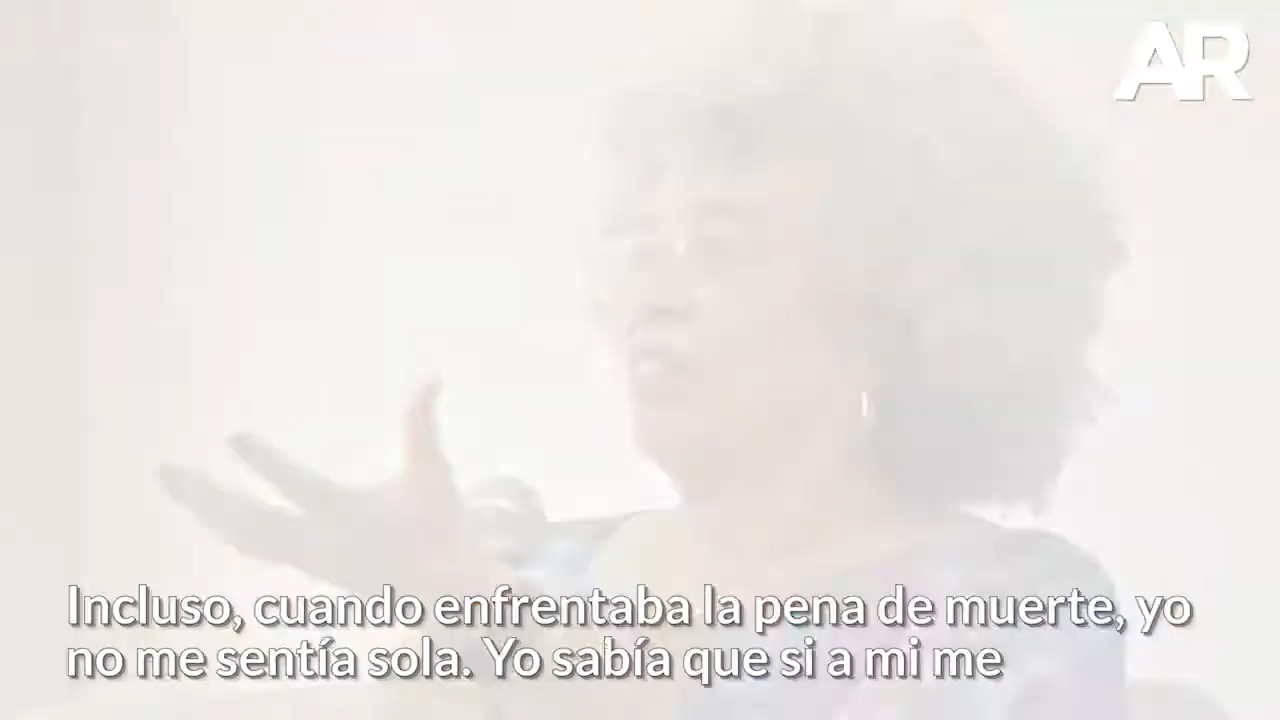 AR
Incluso, cuando enfrentaba la pena de muerte, yo
no me sentía sola. Yo sabía que si a mi me